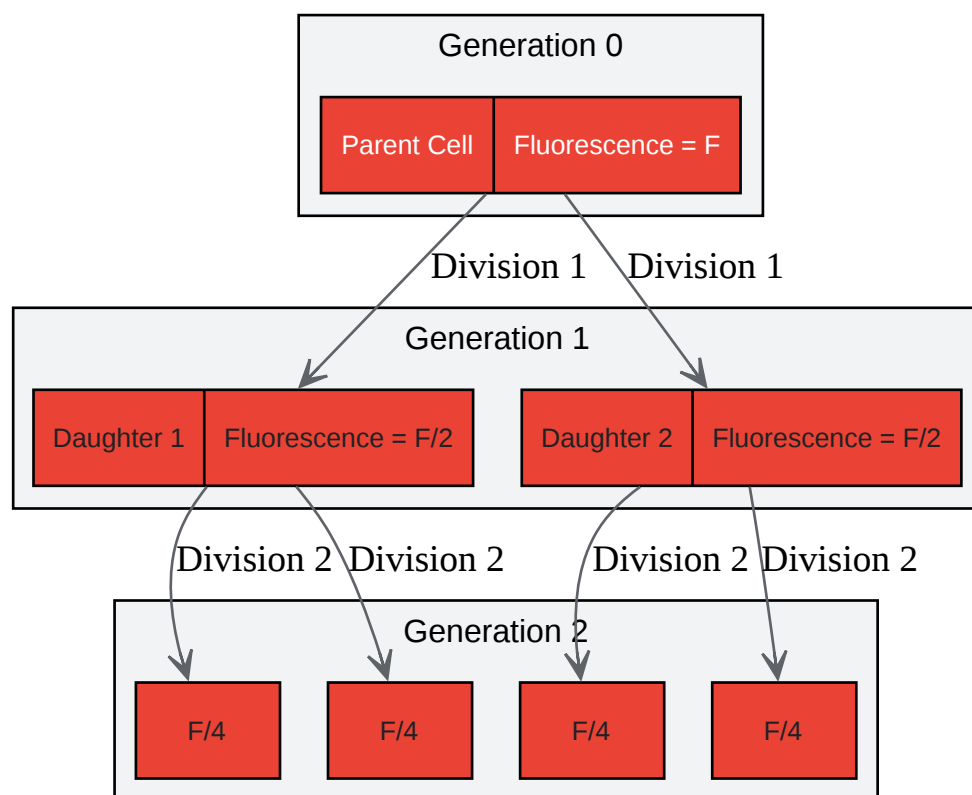 Generation 0
Parent Cell Fluorescence = F
Division 1 Division 1
Generation 1
Daughter 1 Fluorescence = F/2 Daughter 2 Fluorescence = F/2
Division 2 Division 2 Division 2 Division 2
Generation 2
F/4 F/4 F/4 F/4